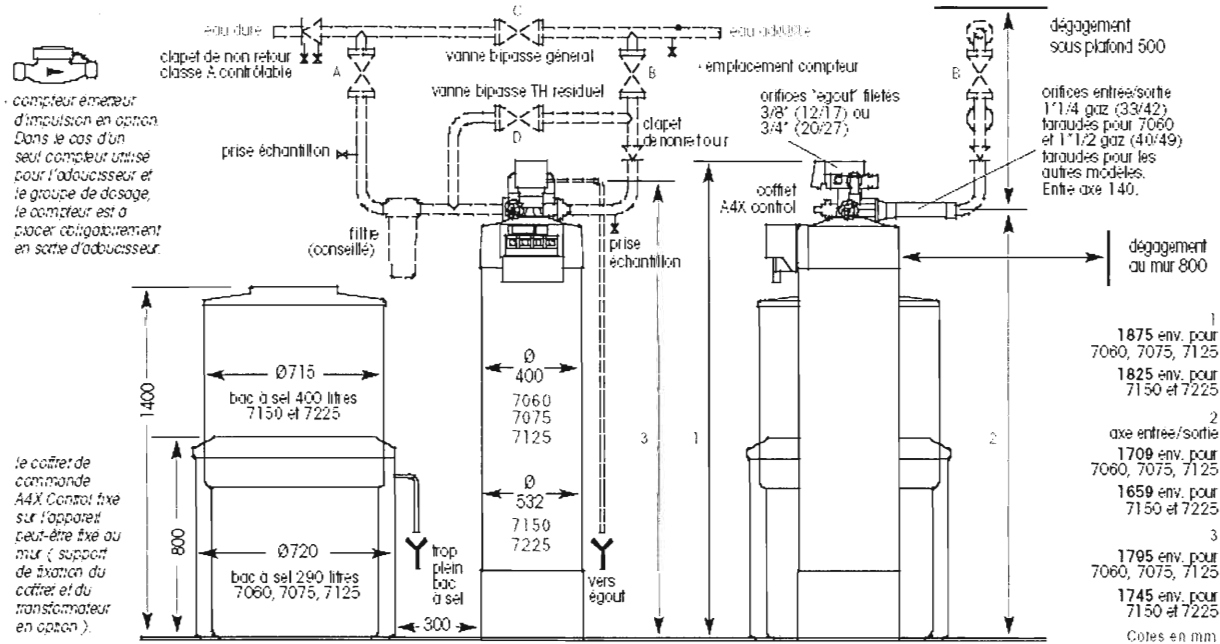 eau dure
C
eau adoucie
clapet de non retour
classe A contrôlable
A
vanne bipasse général
B
• emplacement compteur
vanne bipasse TH résiduel
D
prise échantillon
clapet
de non retour
orifices "égout" filetés
3/8" (12/17) ou
3/4" (20/27)
B
dégagement
sous plafond 500
orifices entrée/sortie
1"1/4 gaz (33/42)
taraudés pour 7060
et 1"1/2 gaz (40/49)
taraudés pour les
autres modèles.
Entre axe 140.
• compteur émetteur
d'impulsion en option.
Dans le cas d'un
seul compteur utilisé
pour l'adoucisseur et
le groupe de dosage,
le compteur est à
placer obligatoirement
en sortie d'adoucisseur.
filtre
(conseillé)
prise
échantillon
coffret
A4X control
dégagement
au mur 800
1400
Ø715
bac à sel 400 litres
7150 et 7225
800
Ø720
bac à sel 290 litres
7060, 7075, 7125
trop
plein
bac
à sel
300
Ø
400
7060
7075
7125
Ø
532
7150
7225
vers
égout
3
1
2
le coffret de
commande
A4X Control fixé
sur l'appareil
peut-être fixé au
mur ( support
de fixation du
coffret et du
transformateur
en option ).
1
1875 env. pour
7060, 7075, 7125
1825 env. pour
7150 et 7225
2
axe entrée/sortie
1709 env. pour
7060, 7075, 7125
1659 env. pour
7150 et 7225
3
1795 env. pour
7060, 7075, 7125
1745 env. pour
7150 et 7225
Cotes en mm